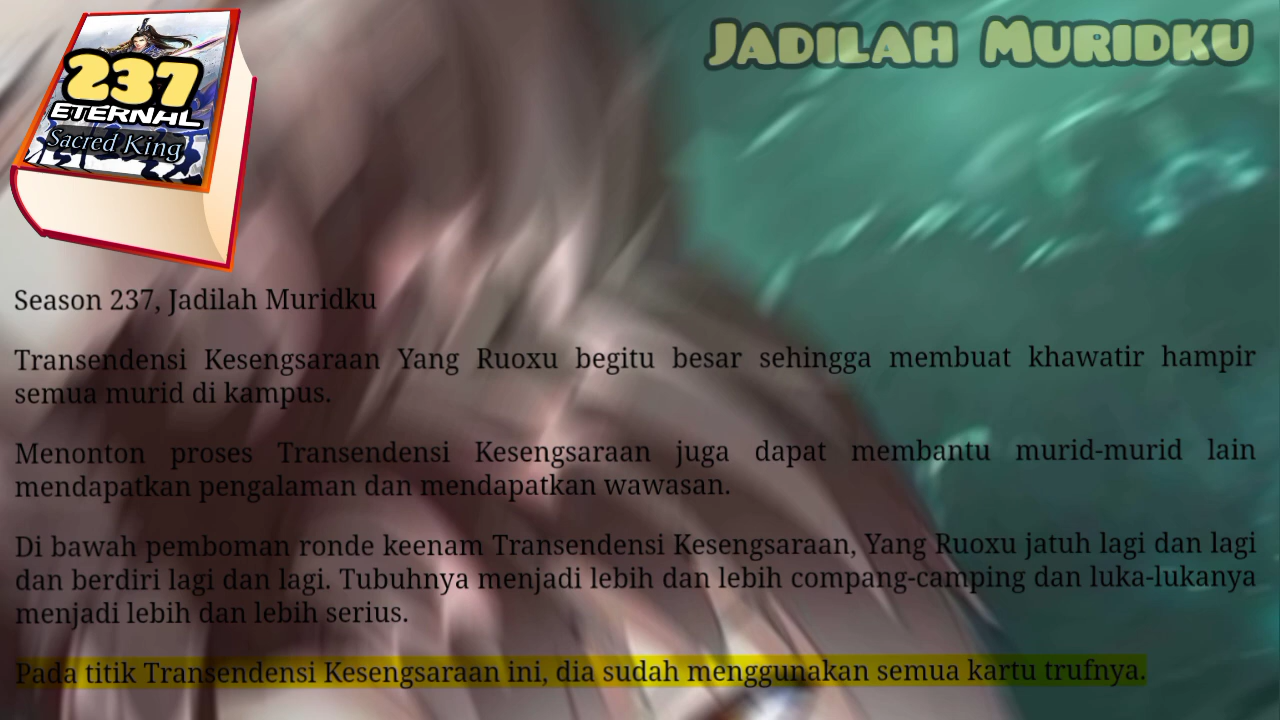 237
ETERNAL
Sacred King
Jadilah Muridku
Season 237, Jadilah Muridku
Transendensi Kesengsaraan Yang Ruoxu begitu besar sehingga membuat khawatir hampir
semua murid di kampus.
Menonton proses Transendensi Kesengsaraan juga dapat membantu murid-murid lain
mendapatkan pengalaman dan mendapatkan wawasan.
Di bawah pemboman ronde keenam Transendensi Kesengsaraan, Yang Ruoxu jatuh lagi dan lagi
dan berdiri lagi dan lagi. Tubuhnya menjadi lebih dan lebih compang-camping dan luka-lukanya
menjadi lebih dan lebih serius.
Pada titik Transendensi Kesengsaraan ini, dia sudah menggunakan semua kartu trufnya.